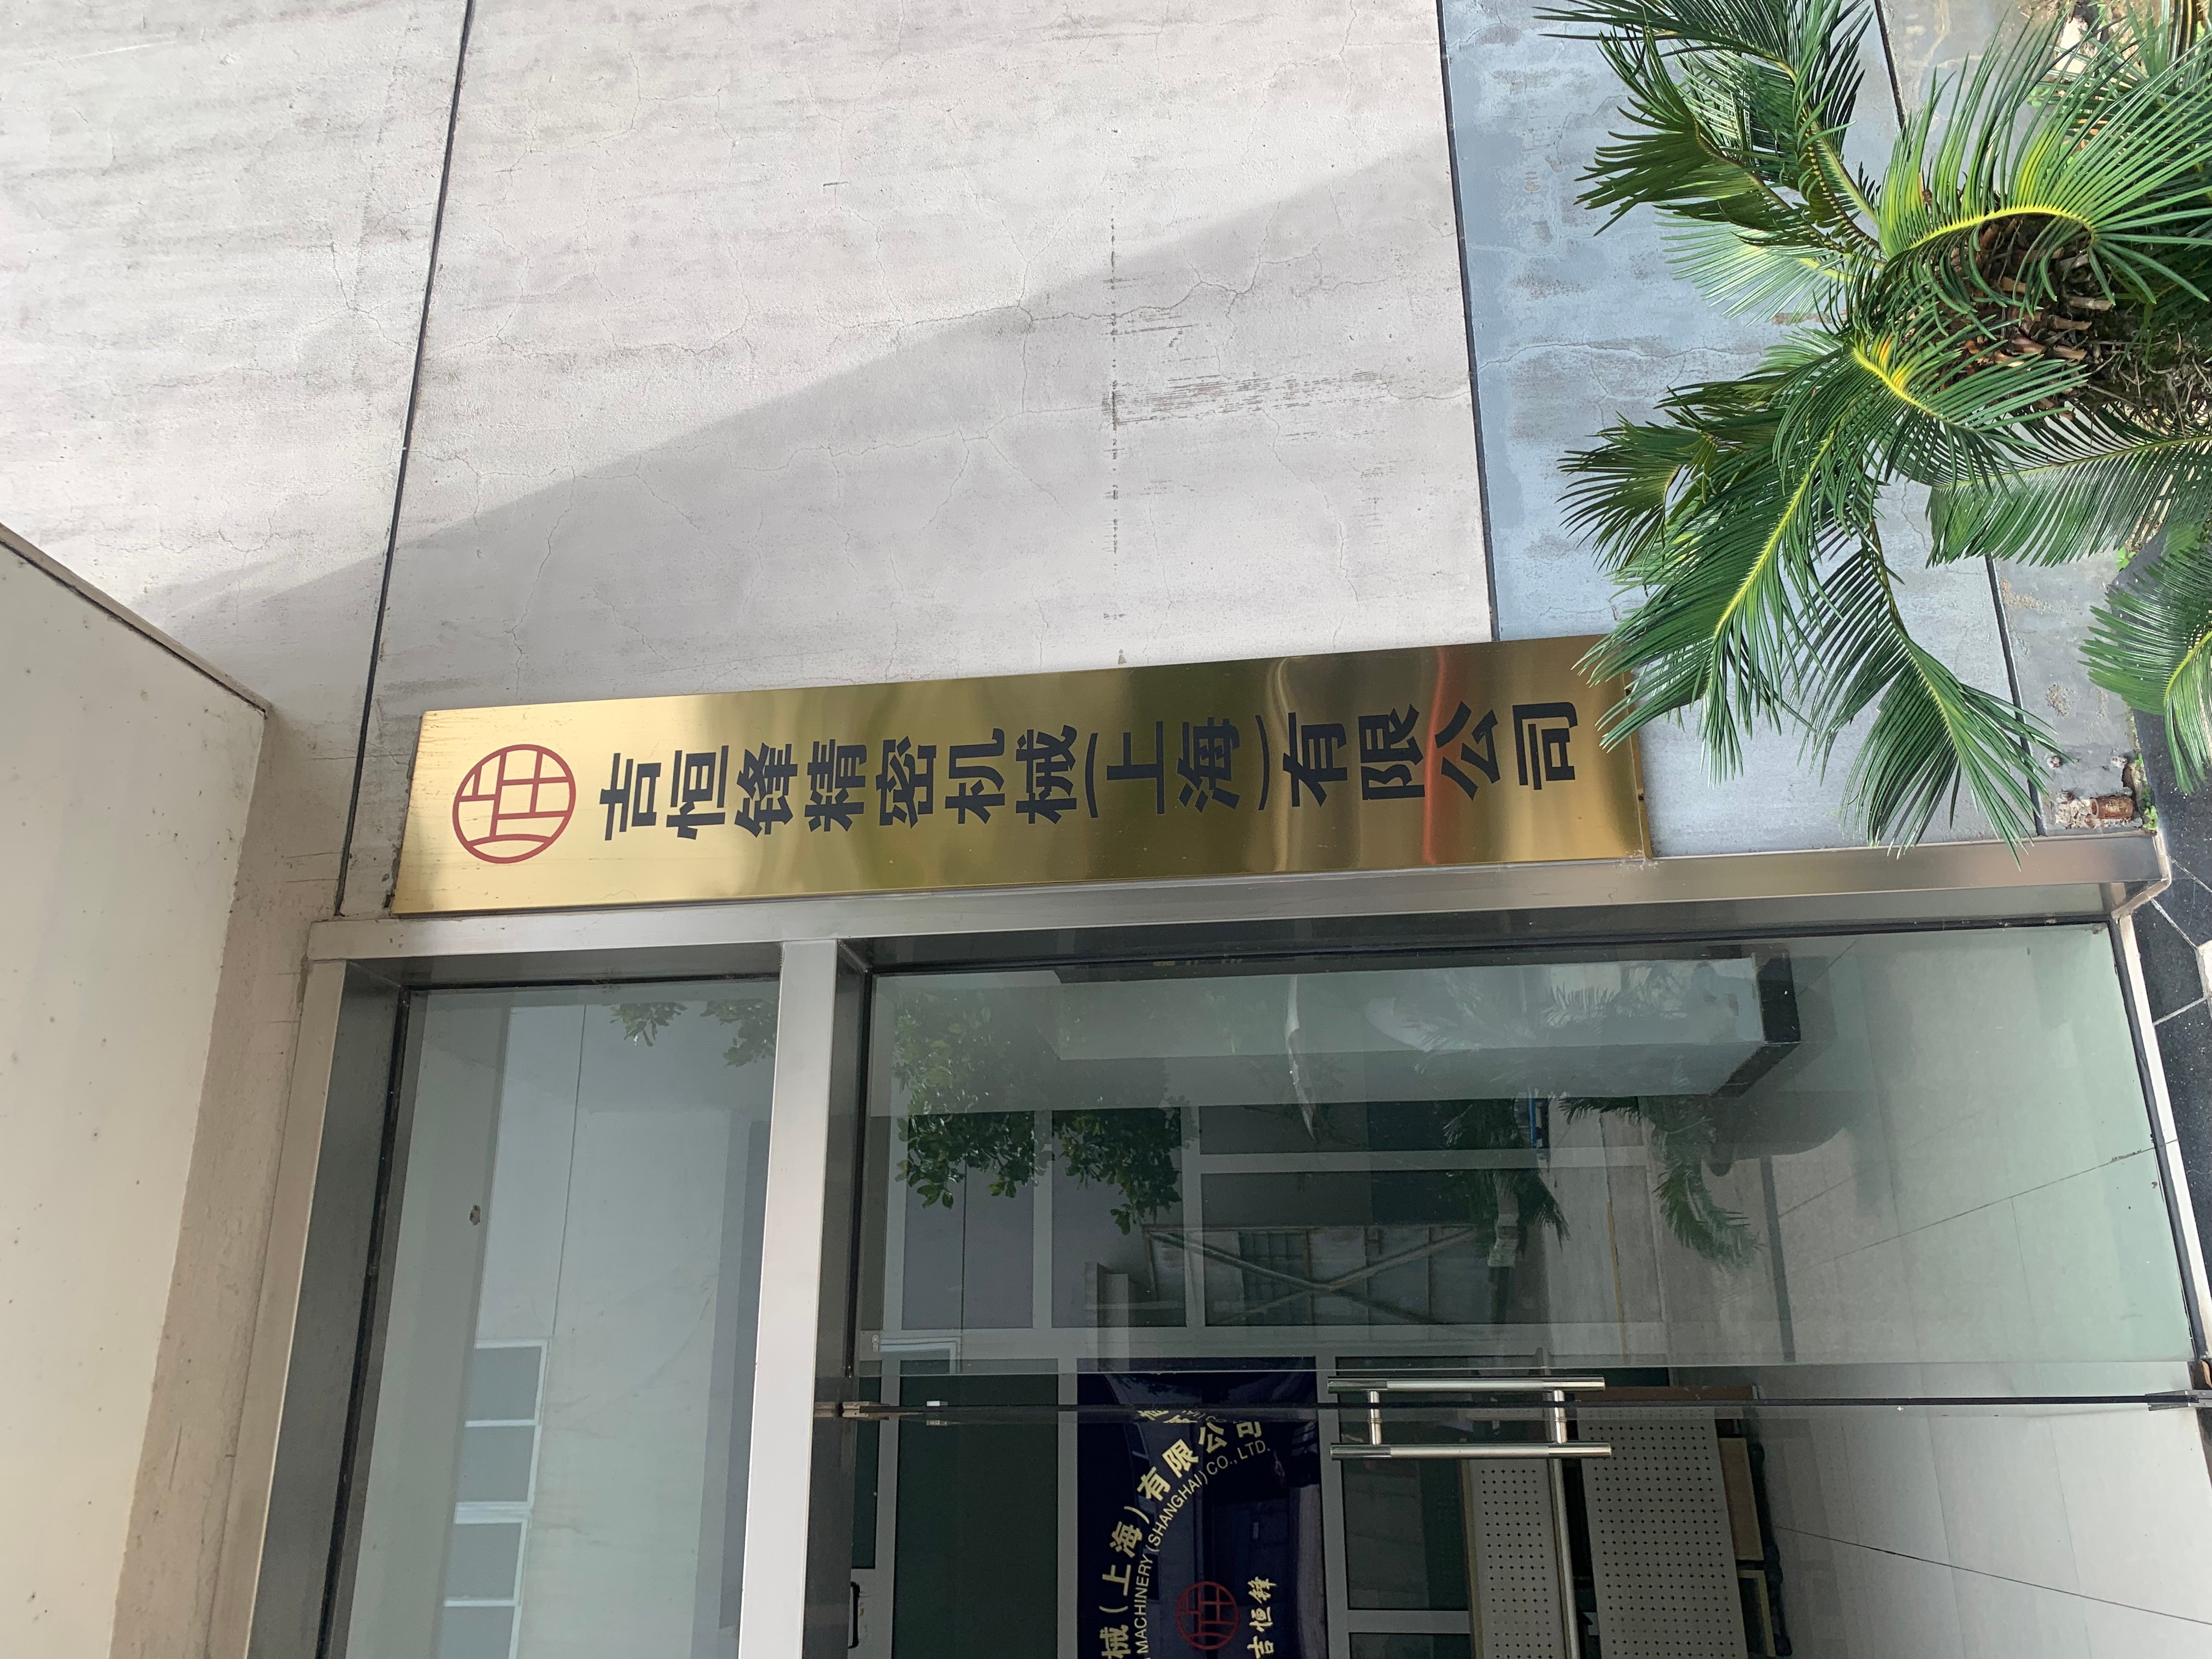 吉恒锋精密机械(上海)有限公司
械(上海)有限公司
MACHINERY(SHANGHAI)CO.,LTD.
吉恒锋